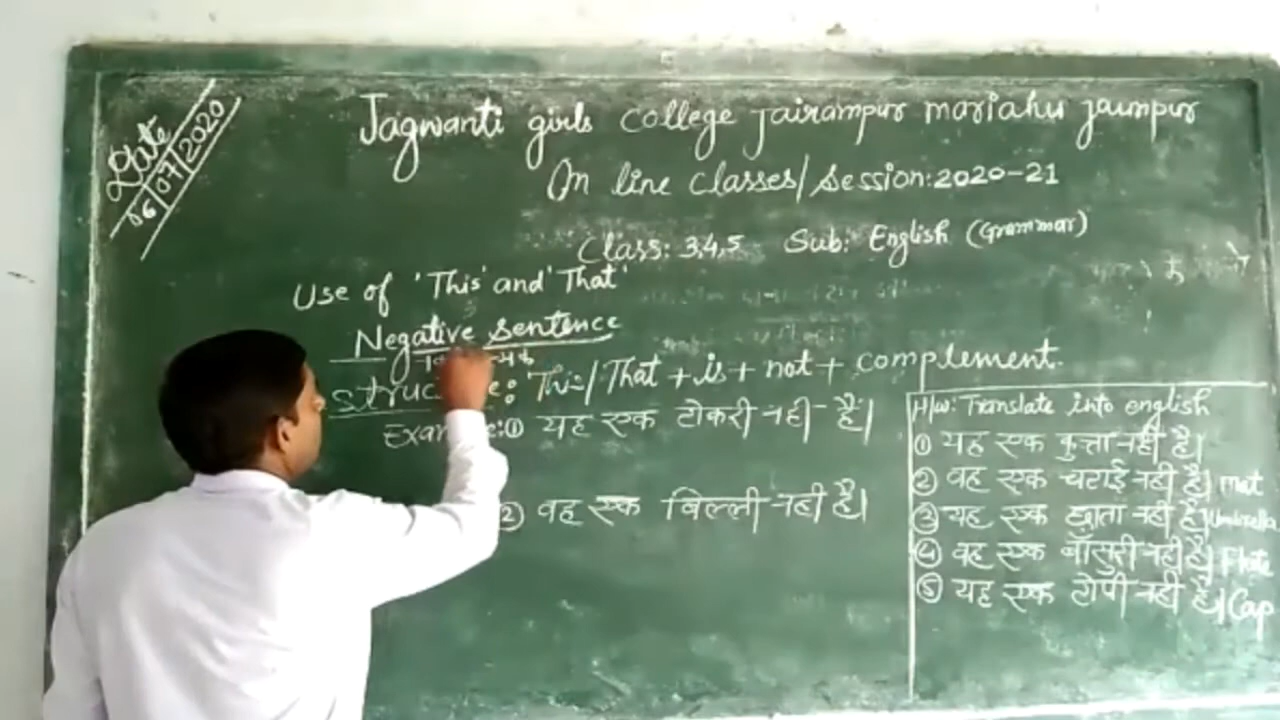 Date
06/07/2020
Jagwanti girls college Jairampur mariahu jaunpur
On line classes/Session:2020-21
Class: 3,4,5 Sub: English (Grammar)
Use of 'This' and 'That'
Negative sentence
: This/That + is + not + complement.
① यह एक टोकरी नही है।
② वह एक बिल्ली नही है।
H/w: Translate into english
① यह एक कुत्ता नही है।
② वह एक चटाई नही है। mat
③ यह एक छाता नही है। Umbrella
④ वह एक बाँसुरी नही है। Flute
⑤ यह एक टोपी नही है। Cap